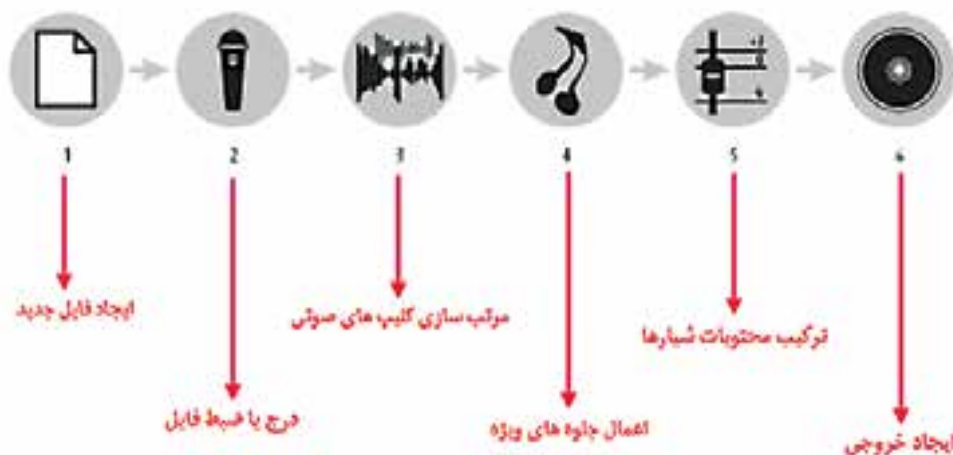 1 2 3 4 5 6
ایجاد فایل جدید
مرتب سازی کلیپ های صوتی
ترکیب محتویات شیارها
درج یا ضبط فایل
اعمال جلوه های ویژه
ایجاد خروجی